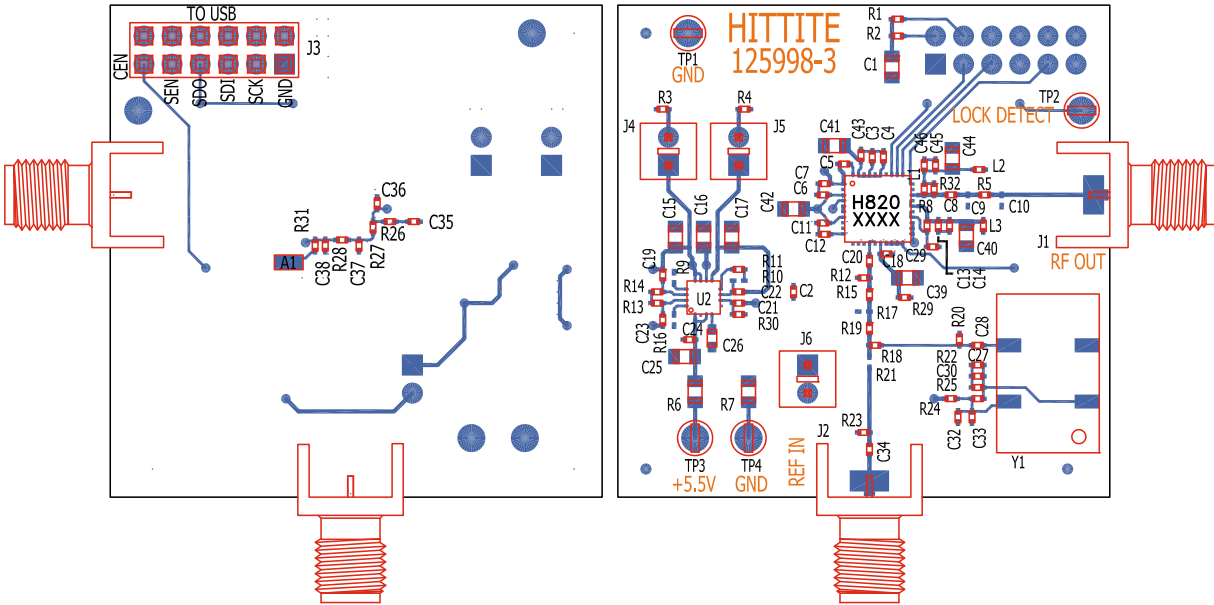 TO USB
J3
CEN
SEN
SDO
SDI
SCK
GND
C36
C35
R26
R31
C38
R28
C37
R27
A1
HITTITE
125998-3
TP1
GND
R1
R2
C1
TP2
LOCK DETECT
R3
R4
J4
J5
C41
C43
C3
C4
C46
C45
C44
L1
L2
C5
C7
C6
C42
H820
XXXX
R32
R5
R8
C8
C9
C10
C11
C12
L3
C40
J1
RF OUT
C15
C16
C17
C19
R9
R11
R10
C20
C18
C29
C13
C14
R12
R15
C39
R29
R14
R13
U2
C22
C21
R30
C2
R17
C23
R16
C24
C26
C25
R19
R18
R20
C28
J6
R21
R22
C27
C30
R25
R24
R6
R7
R23
C32
C33
J2
C34
Y1
TP3
TP4
+5.5V
GND
REF IN